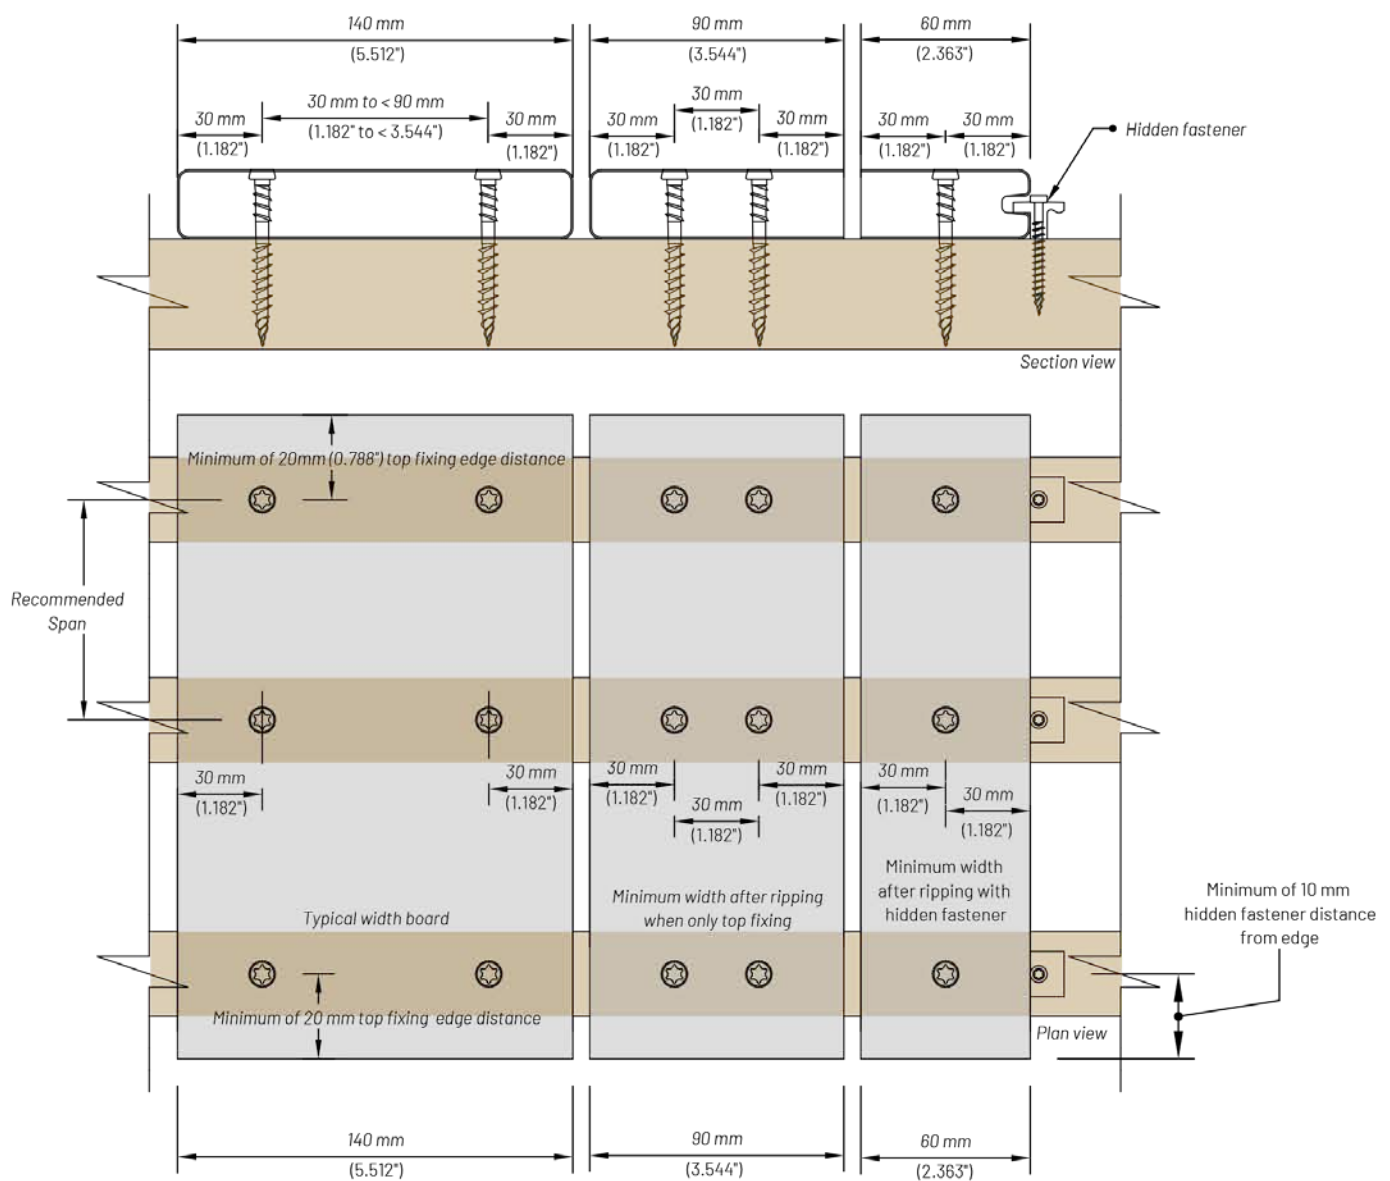 140 mm
(5.512")
90 mm
(3.544")
60 mm
(2.363")
30 mm
(1.182")
30 mm to < 90 mm
(1.182" to < 3.544")
30 mm
(1.182")
30 mm
(1.182")
30 mm
(1.182")
30 mm
(1.182")
30 mm
(1.182")
30 mm
(1.182")
Hidden fastener
Section view
Minimum of 20mm (0.788") top fixing edge distance
Recommended
Span
30 mm
(1.182")
30 mm
(1.182")
30 mm
(1.182")
30 mm
(1.182")
30 mm
(1.182")
30 mm
(1.182")
30 mm
(1.182")
Typical width board
Minimum width after ripping
when only top fixing
Minimum width
after ripping with
hidden fastener
Minimum of 10 mm
hidden fastener distance
from edge
Minimum of 20 mm top fixing edge distance
Plan view
140 mm
(5.512")
90 mm
(3.544")
60 mm
(2.363")